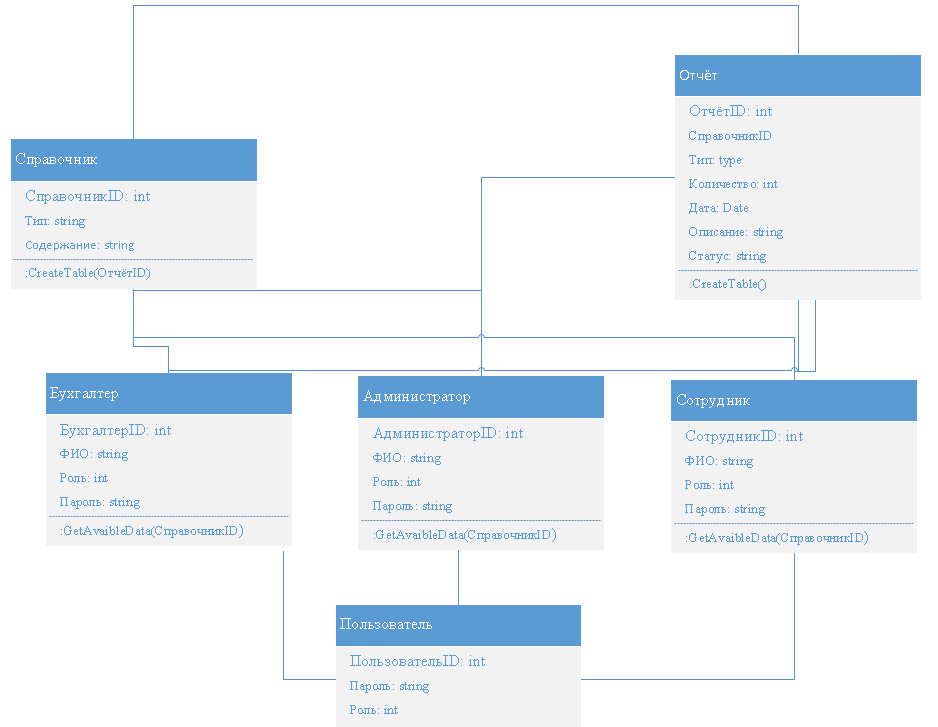 Отчёт
ОтчётID: int
СправочникID
Тип: type
Количество: int
Дата: Date
Описание: string
Статус: string
:CreateTable()
Справочник
СправочникID: int
Тип: string
Содержание: string
:CreateTable(ОтчётID)
Бухгалтер
БухгалтерID: int
ФИО: string
Роль: int
Пароль: string
:GetAvaibleData(СправочникID)
Администратор
АдминистраторID: int
ФИО: string
Роль: int
Пароль: string
:GetAvaibleData(СправочникID)
Сотрудник
СотрудникID: int
ФИО: string
Роль: int
Пароль: string
:GetAvaibleData(СправочникID)
Пользователь
ПользовательID: int
Пароль: string
Роль: int